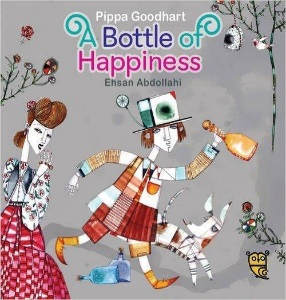 Pippa Goodhart
A Bottle of
Happiness
Ehsan Abdollahi